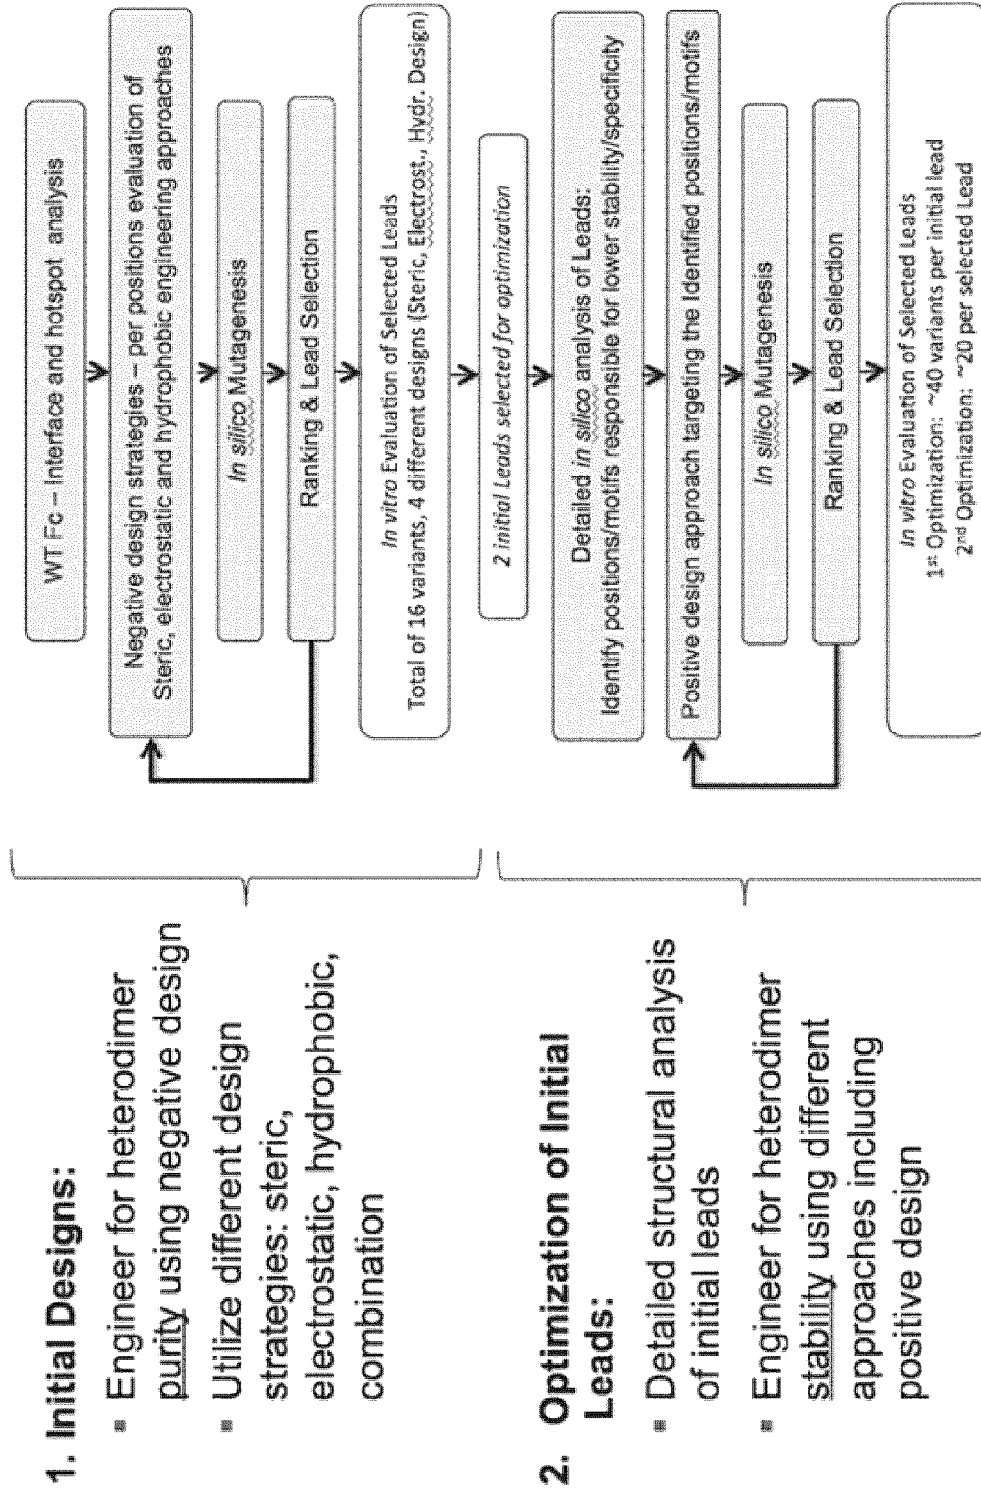 1. Initial Designs:
▪ Engineer for heterodimer
purity using negative design
▪ Utilize different design
strategies: steric,
electrostatic, hydrophobic,
combination
2. Optimization of Initial
Leads:
▪ Detailed structural analysis
of initial leads
▪ Engineer for heterodimer
stability using different
approaches including
positive design
WT Fc – Interface and hotspot analysis
Negative design strategies – per positions evaluation of
Steric, electrostatic and hydrophobic engineering approaches
In silico Mutagenesis
Ranking & Lead Selection
In vitro Evaluation of Selected Leads
Total of 16 variants, 4 different designs (Steric, Electrost., Hydr. Design)
2 initial Leads selected for optimization
Detailed in silico analysis of Leads:
Identify positions/motifs responsible for lower stability/specificity
Positive design approach targeting the Identified positions/motifs
In silico Mutagenesis
Ranking & Lead Selection
In vitro Evaluation of Selected Leads
1st Optimization: ~40 variants per initial lead
2nd Optimization: ~20 per selected Lead